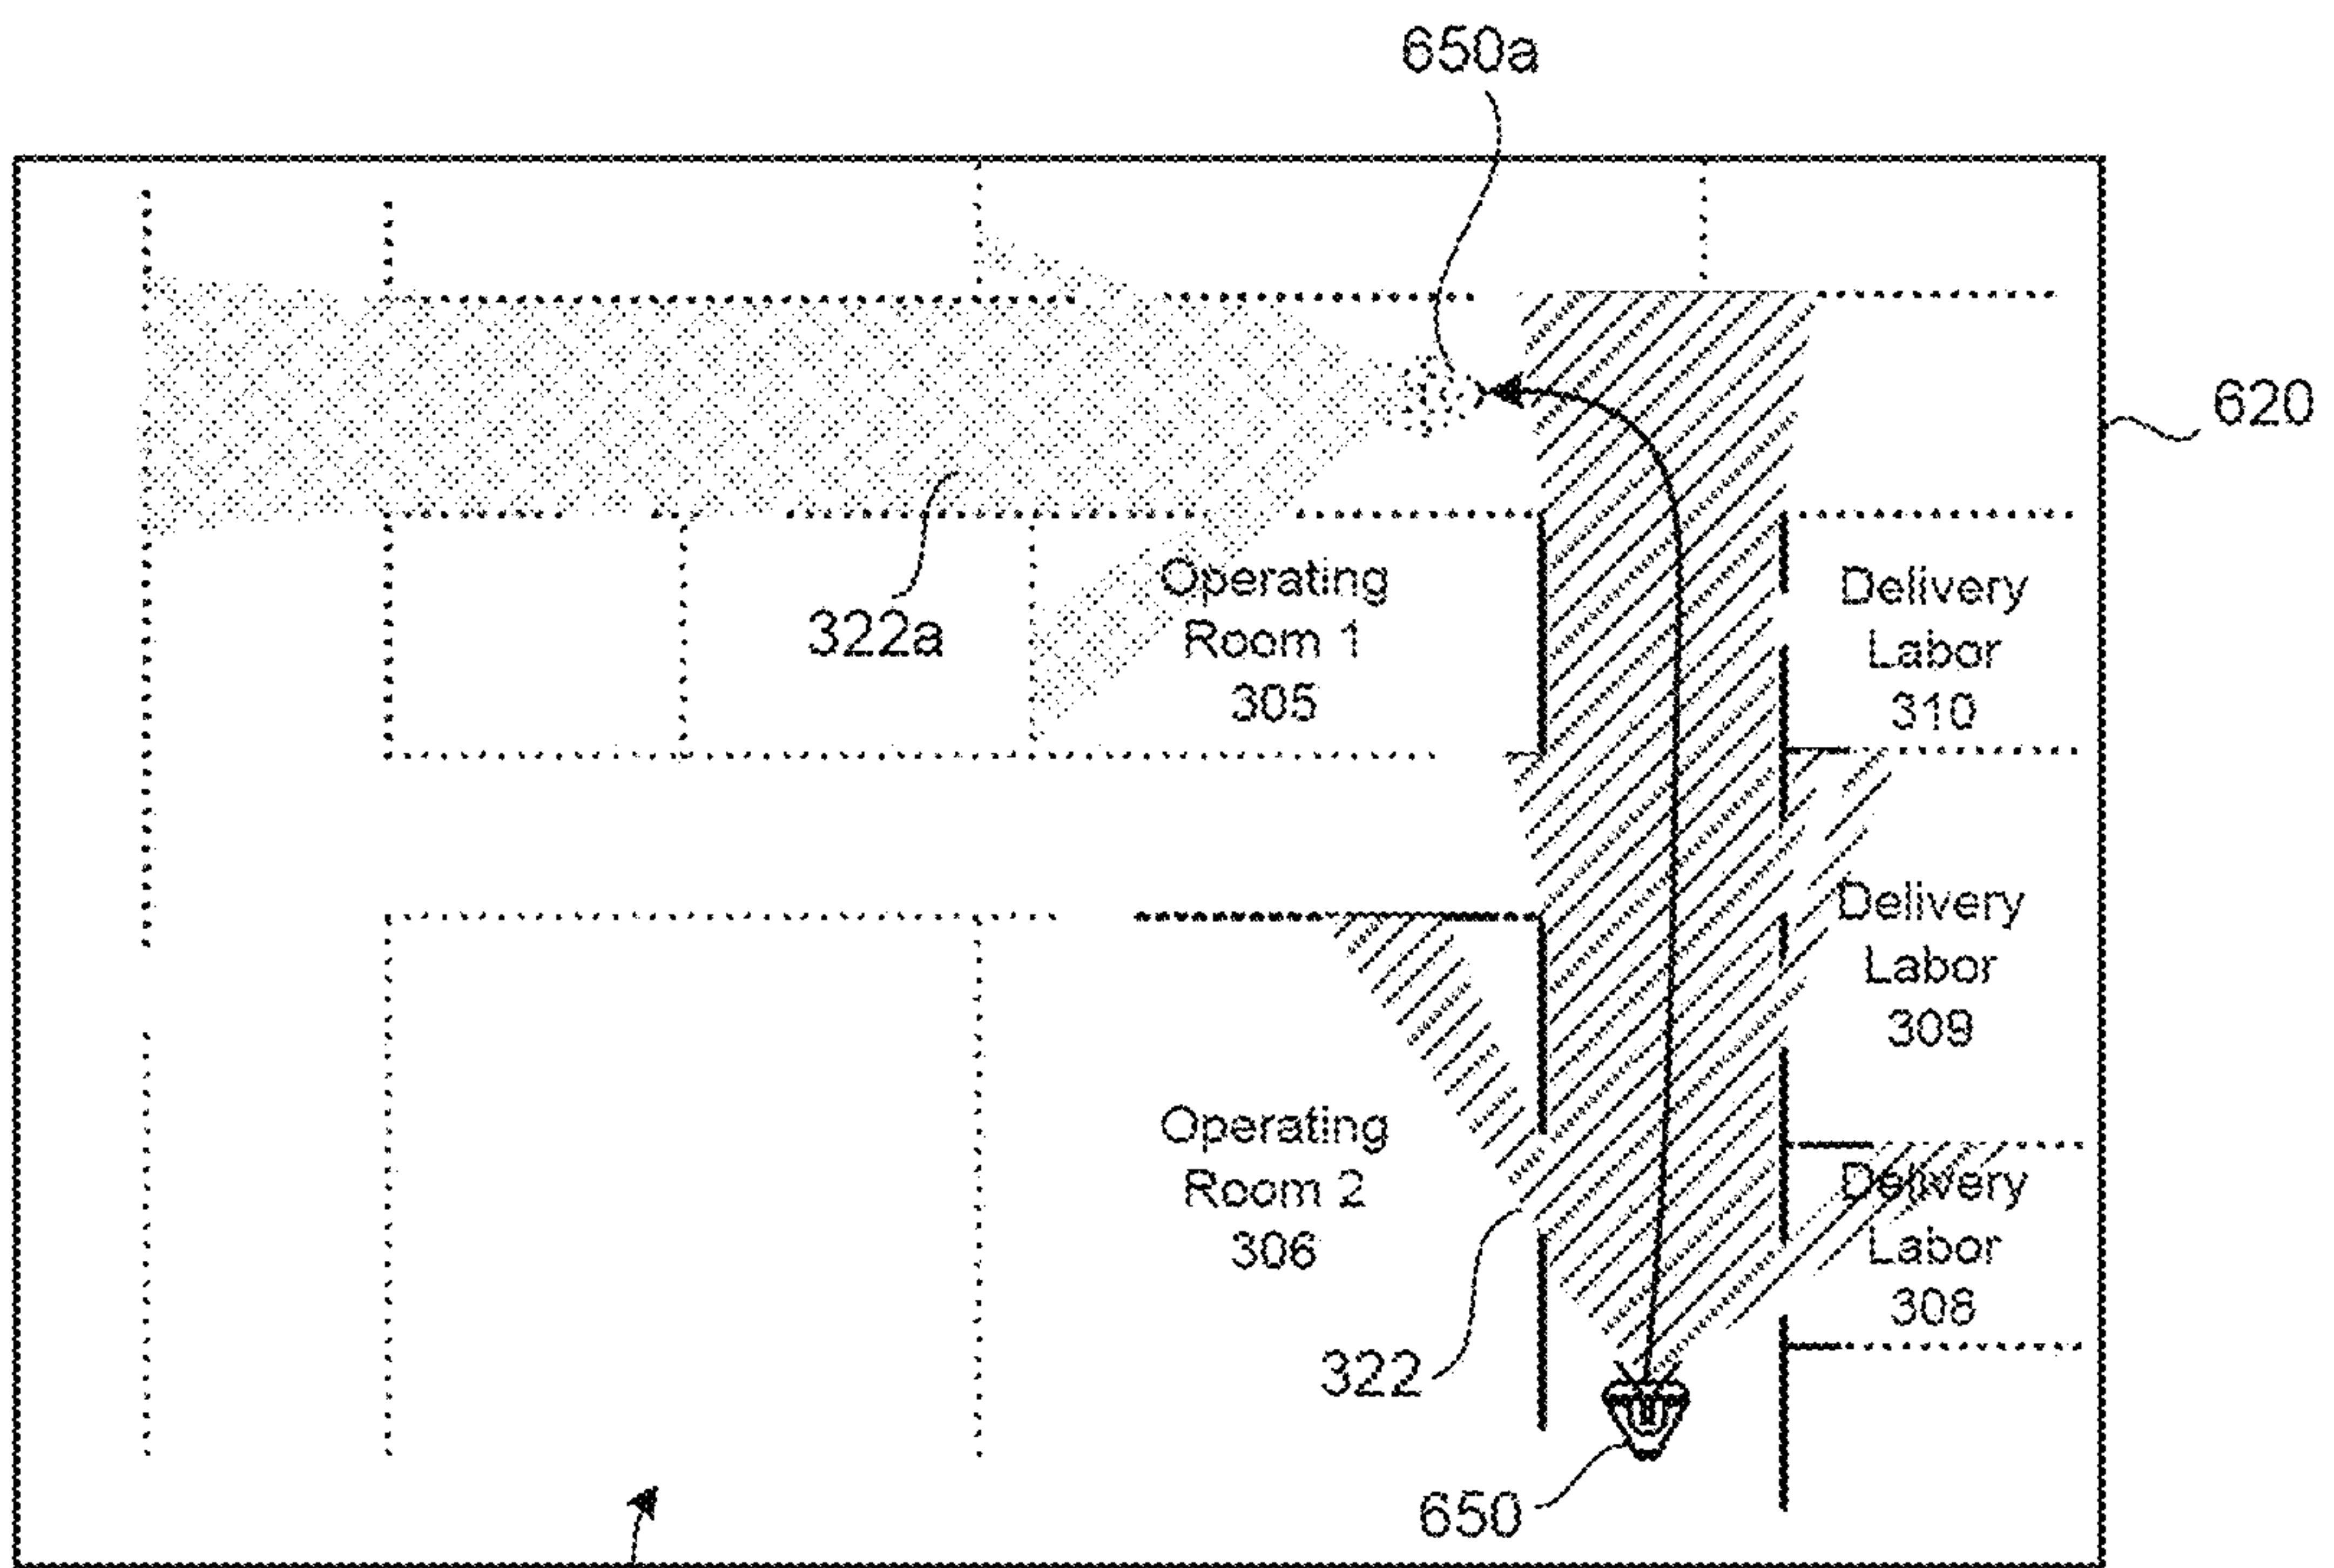 650a
620
Operating
Room 1
305
Delivery
Labor
310
322a
Delivery
Labor
309
Operating
Room 2
306
Delivery
Labor
308
322
650